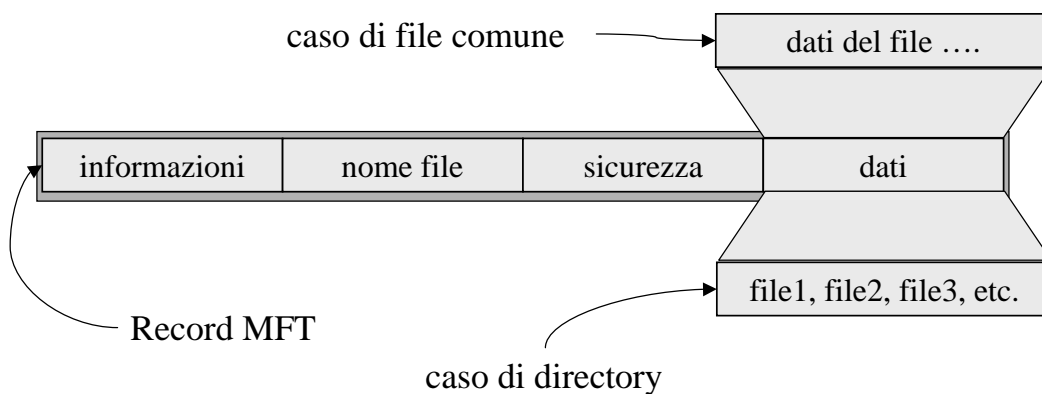 caso di file comune
dati del file ….
informazioni
nome file
sicurezza
dati
file1, file2, file3, etc.
Record MFT
caso di directory